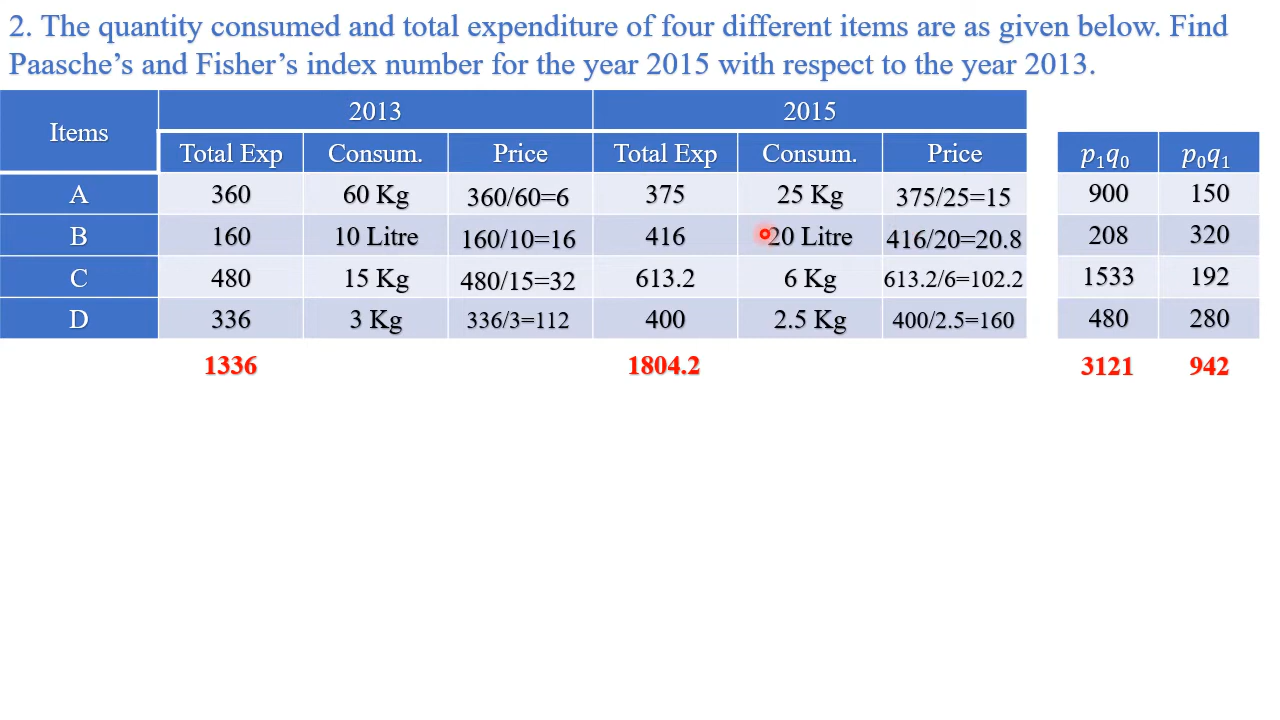 2. The quantity consumed and total expenditure of four different items are as given below. Find
Paasche’s and Fisher’s index number for the year 2015 with respect to the year 2013.
Items 2013 2015
Total Exp Consum. Price Total Exp Consum. Price p₁q₀ p₀q₁
A 360 60 Kg 360/60=6 375 25 Kg 375/25=15 900 150
B 160 10 Litre 160/10=16 416 20 Litre 416/20=20.8 208 320
C 480 15 Kg 480/15=32 613.2 6 Kg 613.2/6=102.2 1533 192
D 336 3 Kg 336/3=112 400 2.5 Kg 400/2.5=160 480 280
1336 1804.2 3121 942